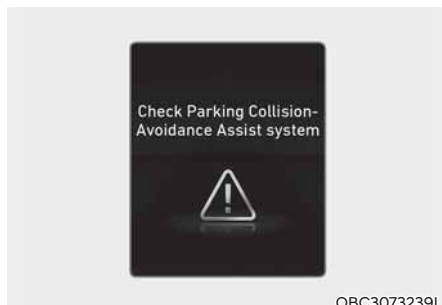 Check Parking Collision-
Avoidance Assist system
OBC3073239L